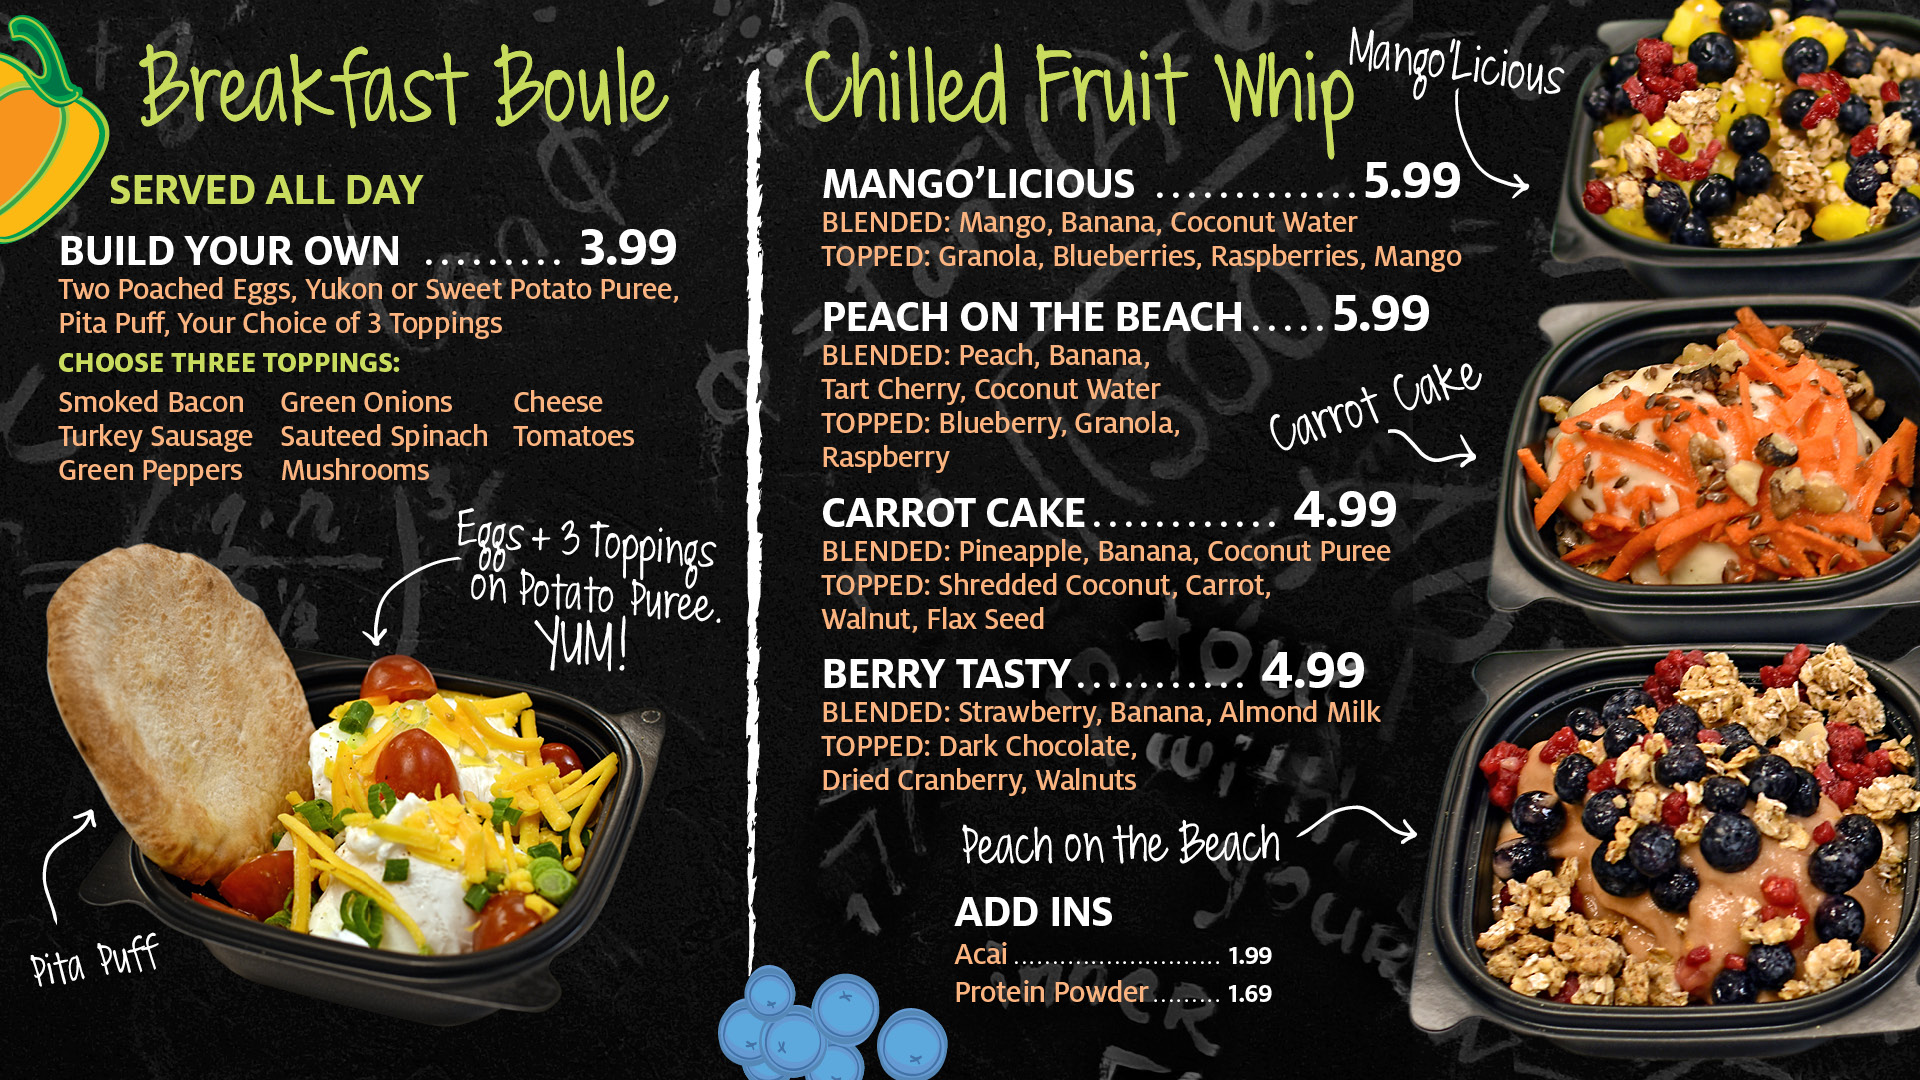 Breakfast Boule
SERVED ALL DAY
BUILD YOUR OWN ......... 3.99
Two Poached Eggs, Yukon or Sweet Potato Puree,
Pita Puff, Your Choice of 3 Toppings
CHOOSE THREE TOPPINGS:
Smoked Bacon Green Onions Cheese
Turkey Sausage Sauteed Spinach Tomatoes
Green Peppers Mushrooms
Eggs + 3 Toppings
on Potato Puree.
YUM!
Pita Puff
Chilled Fruit Whip
Mango'Licious
MANGO’LICIOUS ............. 5.99
BLENDED: Mango, Banana, Coconut Water
TOPPED: Granola, Blueberries, Raspberries, Mango
PEACH ON THE BEACH ..... 5.99
BLENDED: Peach, Banana,
Tart Cherry, Coconut Water
TOPPED: Blueberry, Granola,
Raspberry
Carrot Cake
CARROT CAKE ............ 4.99
BLENDED: Pineapple, Banana, Coconut Puree
TOPPED: Shredded Coconut, Carrot,
Walnut, Flax Seed
BERRY TASTY ........... 4.99
BLENDED: Strawberry, Banana, Almond Milk
TOPPED: Dark Chocolate,
Dried Cranberry, Walnuts
Peach on the Beach
ADD INS
Acai ........................... 1.99
Protein Powder ......... 1.69